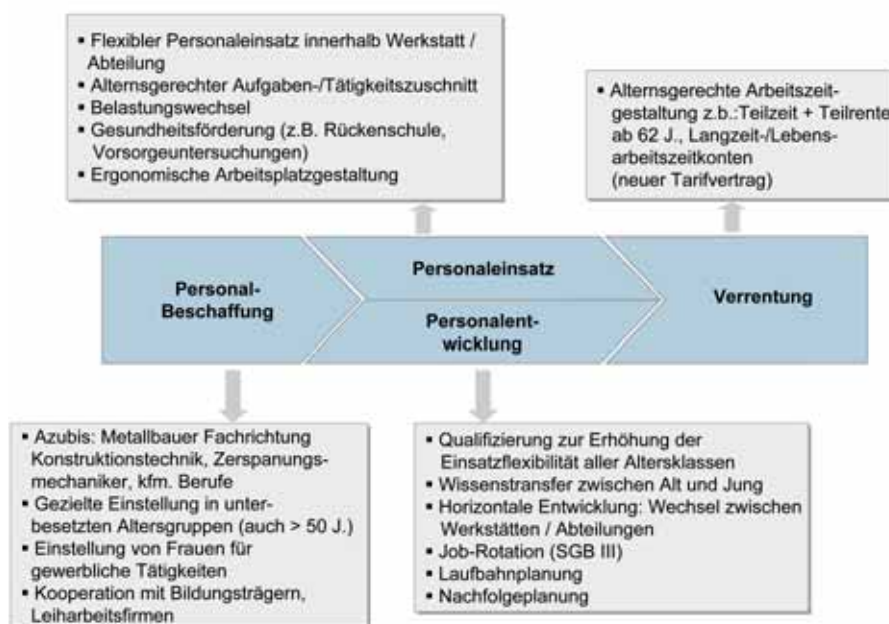 ▪ Flexibler Personaleinsatz innerhalb Werkstatt /
Abteilung
▪ Alternsgerechter Aufgaben-/Tätigkeitszuschnitt
▪ Belastungswechsel
▪ Gesundheitsförderung (z.B. Rückenschule,
Vorsorgeuntersuchungen)
▪ Ergonomische Arbeitsplatzgestaltung
▪ Alternsgerechte Arbeitszeit-
gestaltung z.b.:Teilzeit + Teilrente
ab 62 J., Langzeit-/Lebens-
arbeitszeitkonten
(neuer Tarifvertrag)
Personal-
Beschaffung
Personaleinsatz
Personalent-
wicklung
Verrentung
▪ Azubis: Metallbauer Fachrichtung
Konstruktionstechnik, Zerspanungs-
mechaniker, kfm. Berufe
▪ Gezielte Einstellung in unter-
besetzten Altersgruppen (auch > 50 J.)
▪ Einstellung von Frauen für
gewerbliche Tätigkeiten
▪ Kooperation mit Bildungsträgern,
Leiharbeitsfirmen
▪ Qualifizierung zur Erhöhung der
Einsatzflexibilität aller Altersklassen
▪ Wissenstransfer zwischen Alt und Jung
▪ Horizontale Entwicklung: Wechsel zwischen
Werkstätten / Abteilungen
▪ Job-Rotation (SGB III)
▪ Laufbahnplanung
▪ Nachfolgeplanung